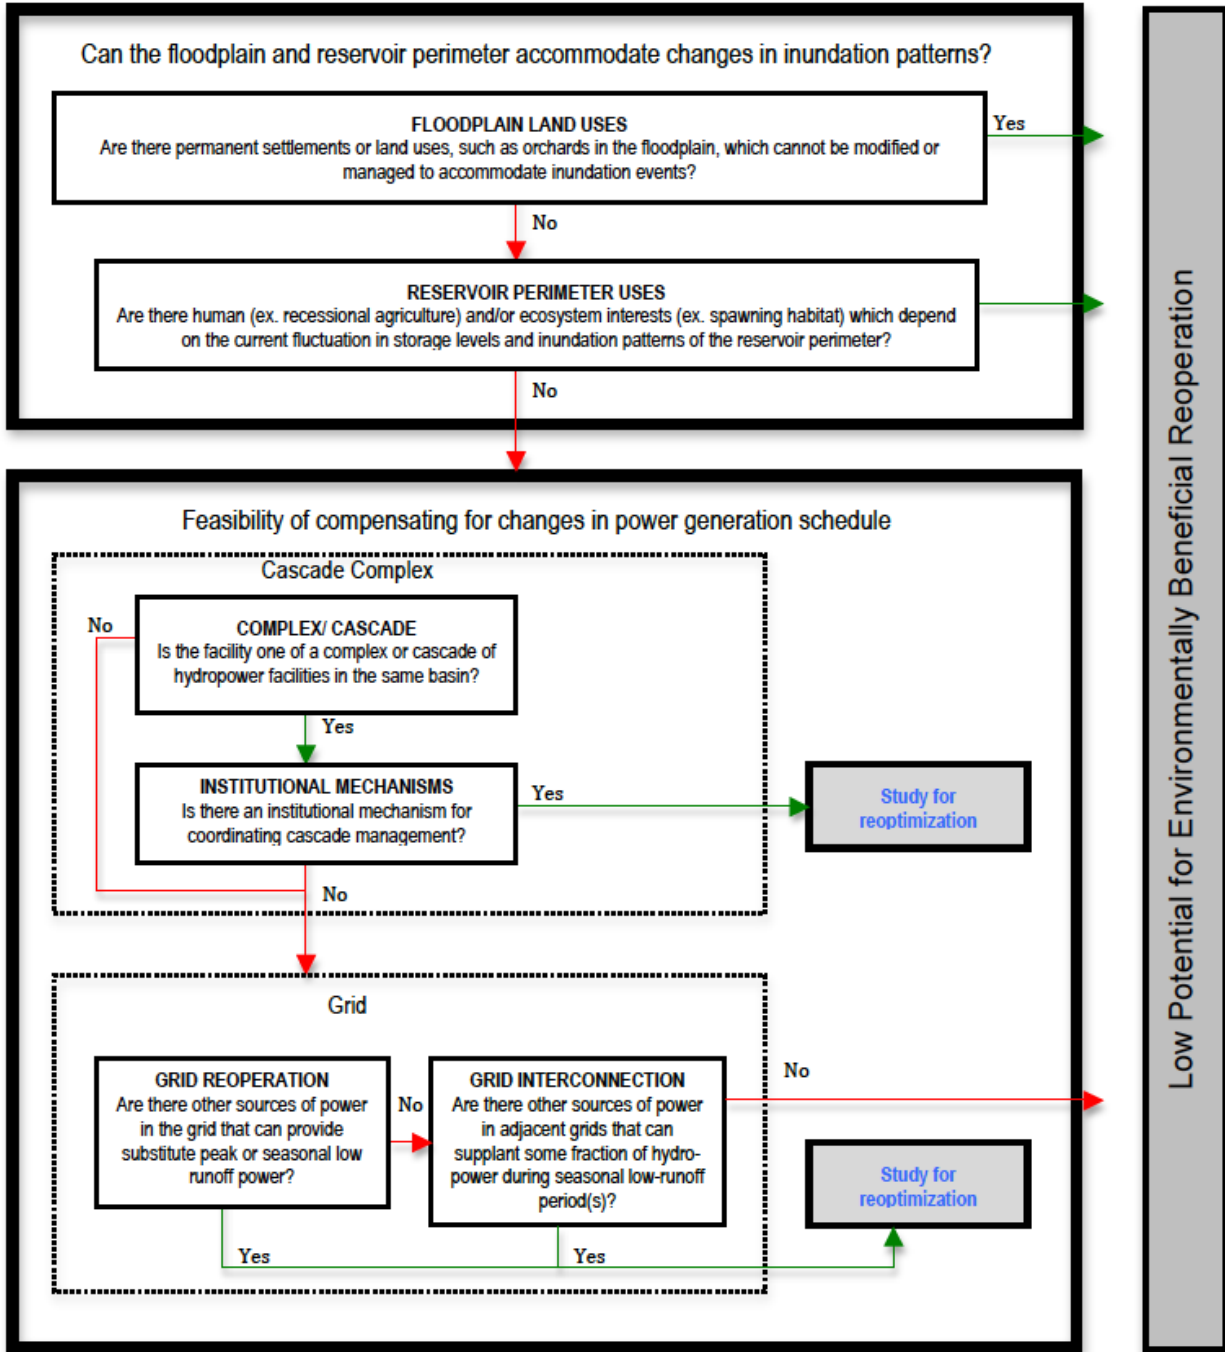 Can the floodplain and reservoir perimeter accommodate changes in inundation patterns?
FLOODPLAIN LAND USES
Are there permanent settlements or land uses, such as orchards in the floodplain, which cannot be modified or
managed to accommodate inundation events?
Yes
No
RESERVOIR PERIMETER USES
Are there human (ex. recessional agriculture) and/or ecosystem interests (ex. spawning habitat) which depend
on the current fluctuation in storage levels and inundation patterns of the reservoir perimeter?
No
Feasibility of compensating for changes in power generation schedule
Cascade Complex
No
COMPLEX/ CASCADE
Is the facility one of a complex or cascade of
hydropower facilities in the same basin?
Yes
INSTITUTIONAL MECHANISMS
Is there an institutional mechanism for
coordinating cascade management?
Yes
Study for
reoptimization
No
Grid
GRID REOPERATION
Are there other sources of power
in the grid that can provide
substitute peak or seasonal low
runoff power?
No
GRID INTERCONNECTION
Are there other sources of power
in adjacent grids that can
supplant some fraction of hydro-
power during seasonal low-runoff
period(s)?
No
Study for
reoptimization
Yes
Yes
Low Potential for Environmentally Beneficial Reoperation